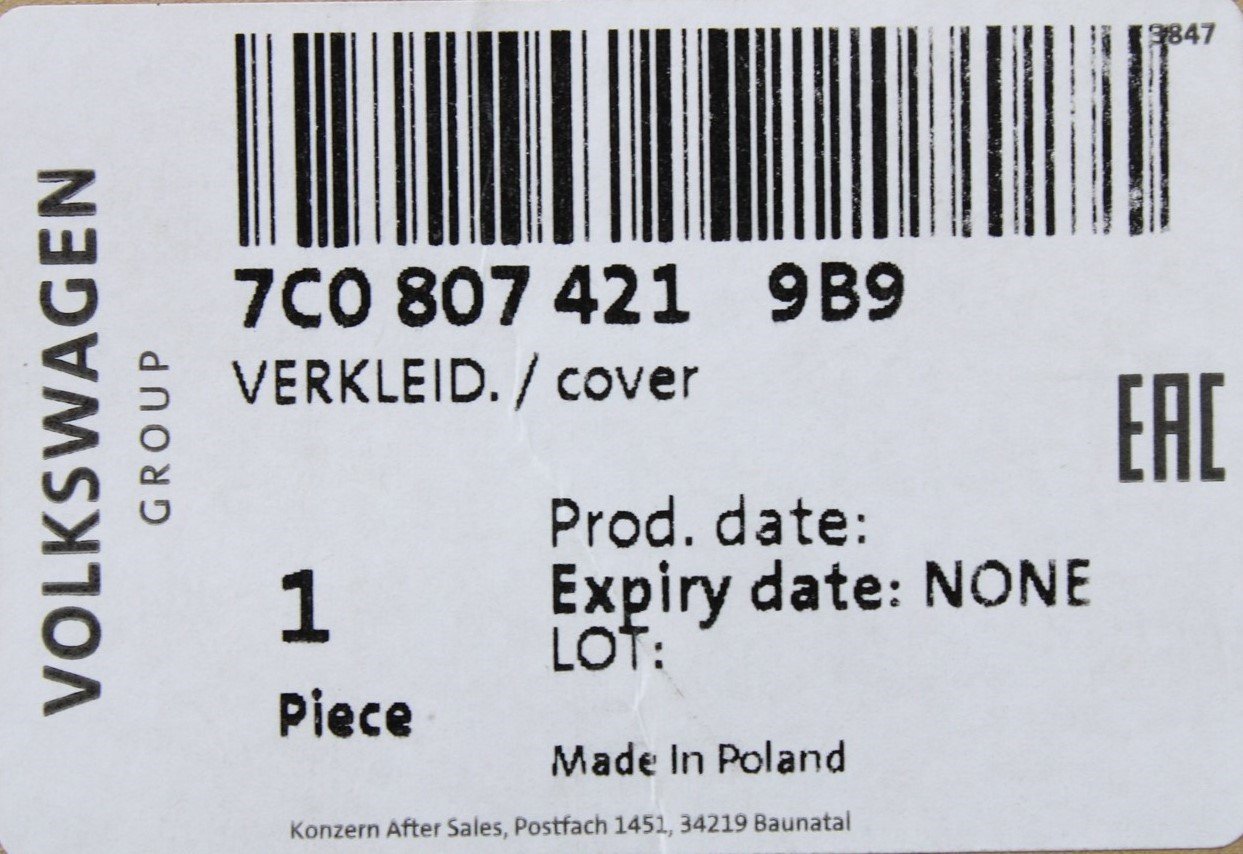 3847
7C0 807 421 9B9
VERKLEID. / cover
EAC
VOLKSWAGEN
GROUP
Prod. date:
Expiry date: NONE
LOT:
1
Piece
Made In Poland
Konzern After Sales, Postfach 1451, 34219 Baunatal